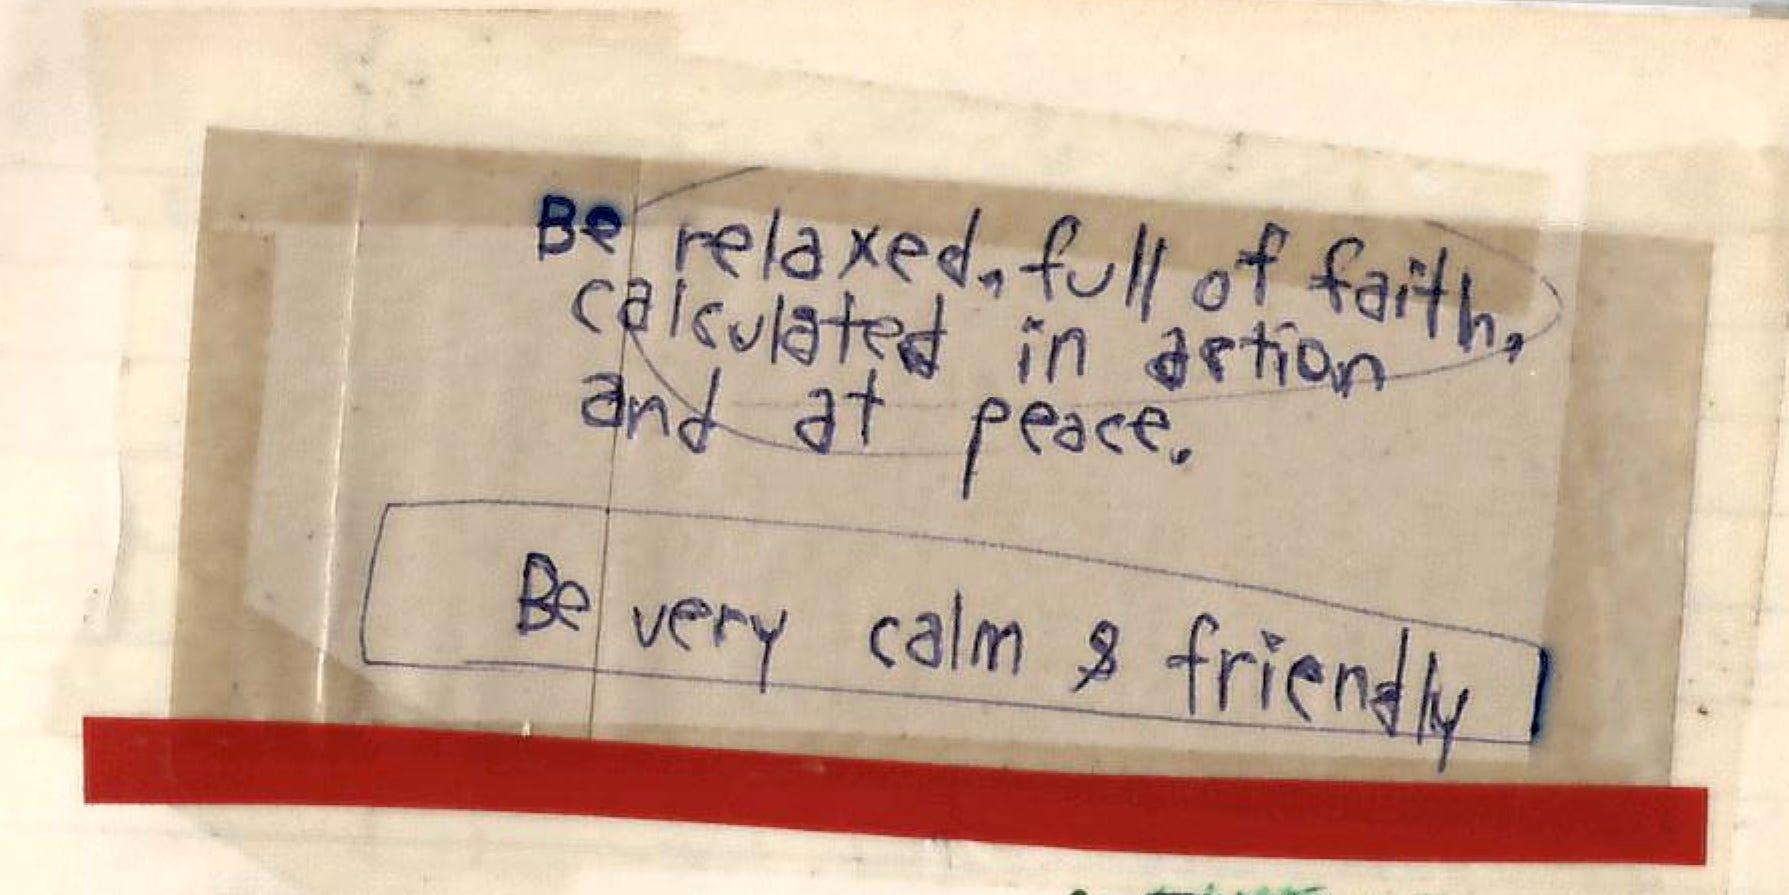 Be relaxed, full of faith,
calculated in action
and at peace.
Be very calm & friendly